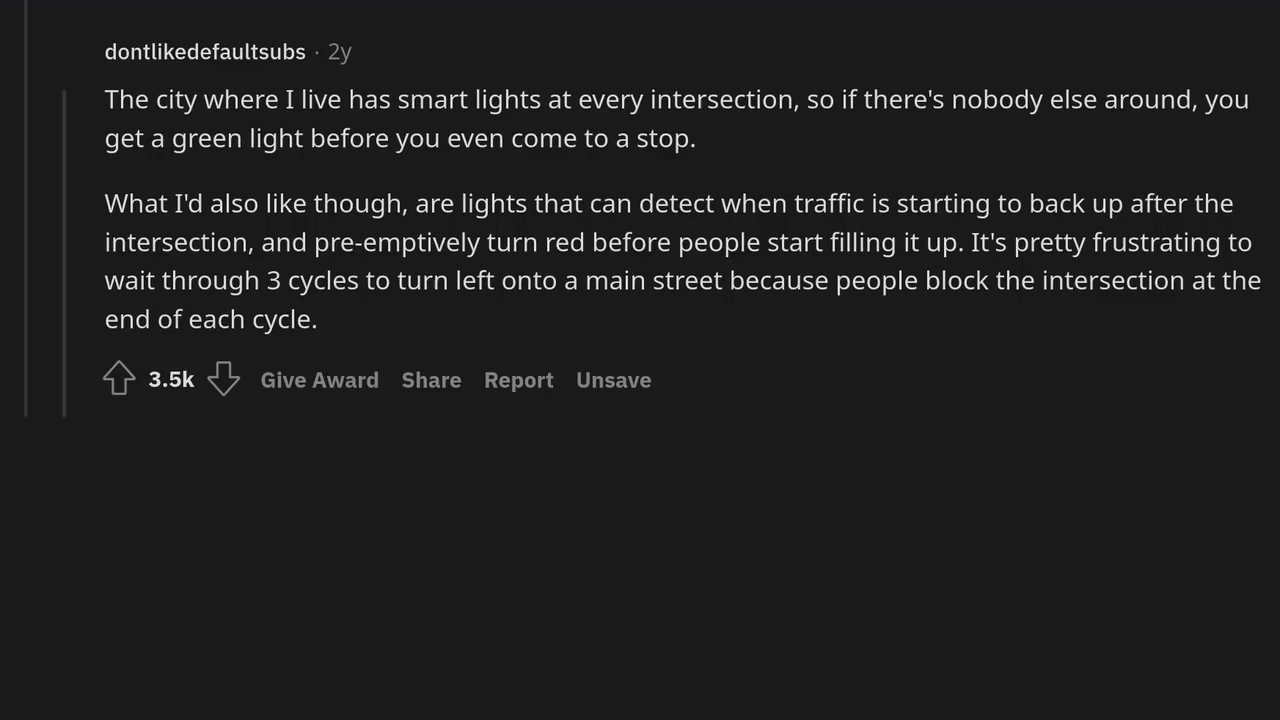 dontlikedefaultsubs · 2y
The city where I live has smart lights at every intersection, so if there's nobody else around, you
get a green light before you even come to a stop.
What I'd also like though, are lights that can detect when traffic is starting to back up after the
intersection, and pre-emptively turn red before people start filling it up. It's pretty frustrating to
wait through 3 cycles to turn left onto a main street because people block the intersection at the
end of each cycle.
3.5k Give Award Share Report Unsave